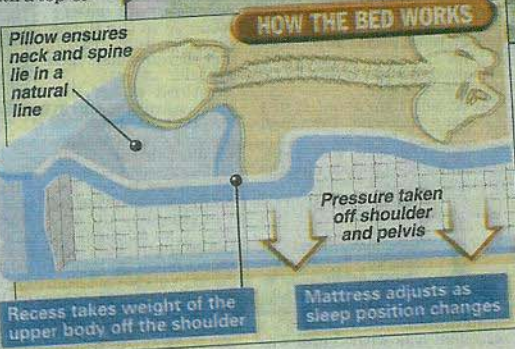 HOW THE BED WORKS
Pillow ensures
neck and spine
lie in a
natural
line
Pressure taken
off shoulder
and pelvis
Recess takes weight of the
upper body off the shoulder
Mattress adjusts as
sleep position changes